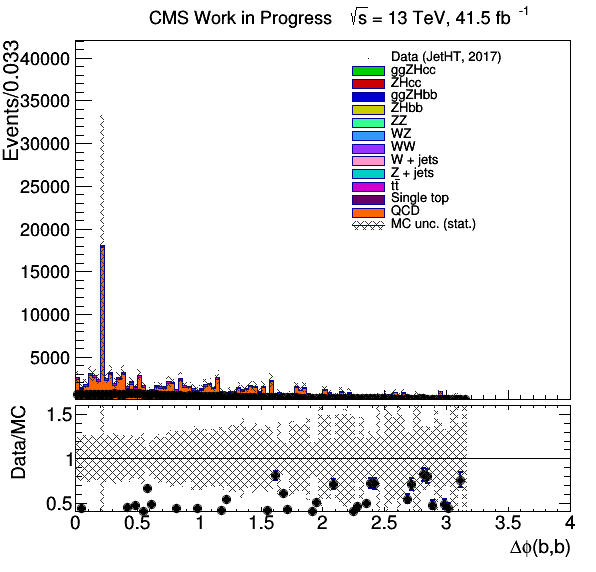 CMS Work in Progress √s = 13 TeV, 41.5 fb⁻¹
Events/0.033
40000
35000
30000
25000
20000
15000
10000
5000
Data (JetHT, 2017)
ggZHcc
ZHcc
ggZHbb
ZHbb
ZZ
WZ
WW
W + jets
Z + jets
tt̄
Single top
QCD
MC unc. (stat.)
Data/MC
1.5
1
0.5
0 0.5 1 1.5 2 2.5 3 3.5 4
Δϕ(b,b)